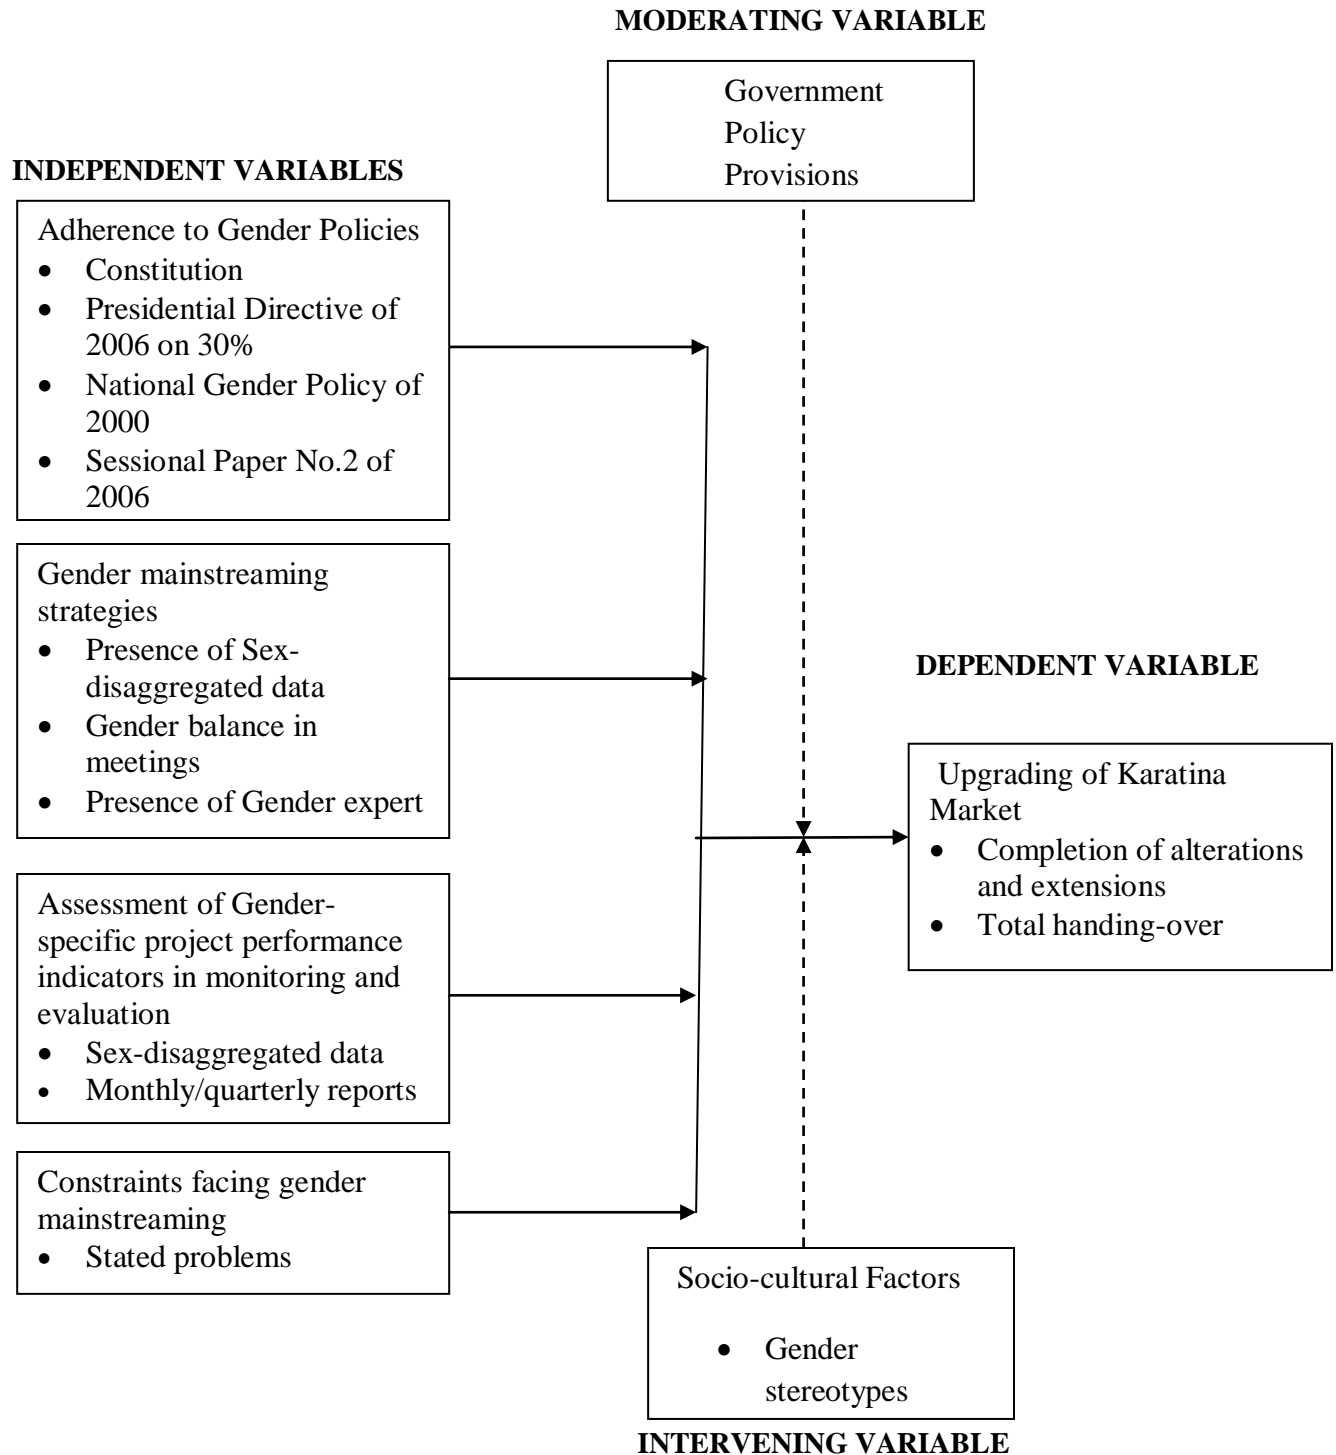 MODERATING VARIABLE
Government
Policy
Provisions
INDEPENDENT VARIABLES
Adherence to Gender Policies
• Constitution
• Presidential Directive of
2006 on 30%
• National Gender Policy of
2000
• Sessional Paper No.2 of
2006
Gender mainstreaming
strategies
• Presence of Sex-
disaggregated data
• Gender balance in
meetings
• Presence of Gender expert
Assessment of Gender-
specific project performance
indicators in monitoring and
evaluation
• Sex-disaggregated data
• Monthly/quarterly reports
Constraints facing gender
mainstreaming
• Stated problems
DEPENDENT VARIABLE
Upgrading of Karatina
Market
• Completion of alterations
and extensions
• Total handing-over
Socio-cultural Factors
• Gender
stereotypes
INTERVENING VARIABLE